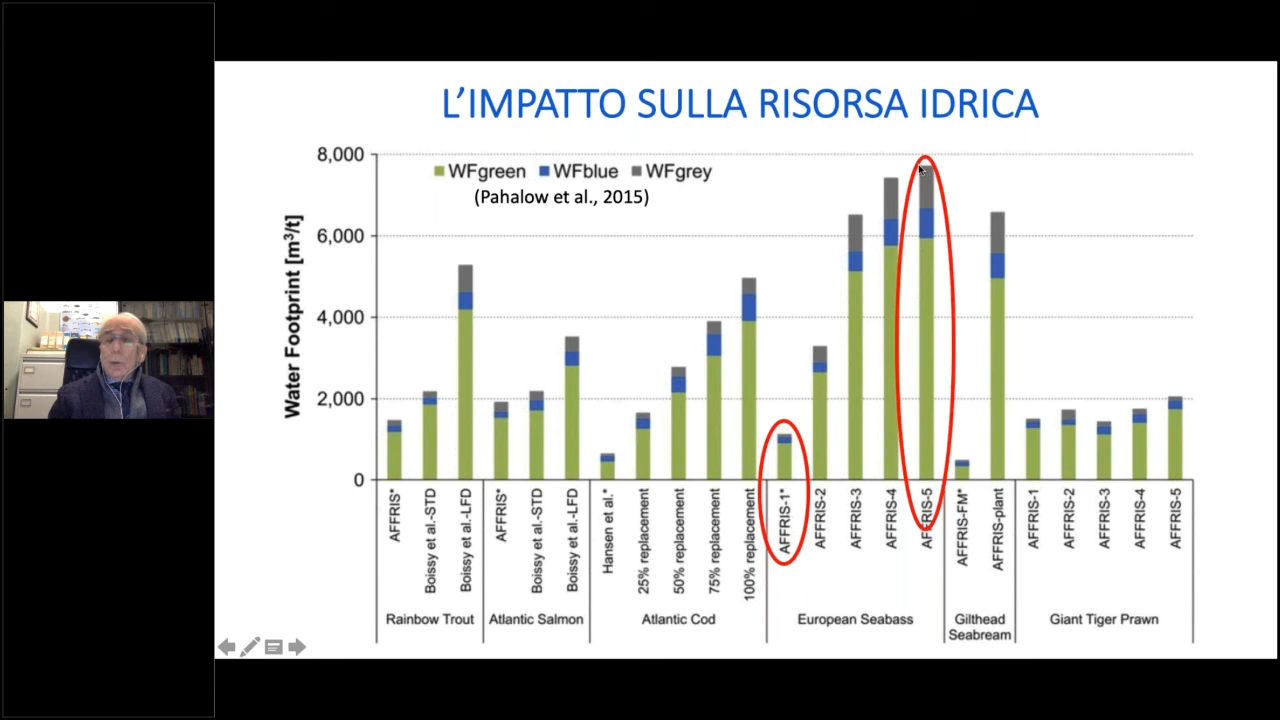 L'IMPATTO SULLA RISORSA IDRICA
8,000
6,000
4,000
2,000
0
Water Footprint [m³/t]
WFgreen WFblue WFgrey
(Pahalow et al., 2015)
AFFRIS*
Boissy et al.-STD
Boissy et al.-LFD
AFFRIS*
Boissy et al.-STD
Boissy et al.-LFD
Hansen et al.*
25% replacement
50% replacement
75% replacement
100% replacement
AFFRIS-1*
AFFRIS-2
AFFRIS-3
AFFRIS-4
AFFRIS-5
AFFRIS-FM*
AFFRIS-plant
AFFRIS-1
AFFRIS-2
AFFRIS-3
AFFRIS-4
AFFRIS-5
Rainbow Trout
Atlantic Salmon
Atlantic Cod
European Seabass
Gilthead
Seabream
Giant Tiger Prawn